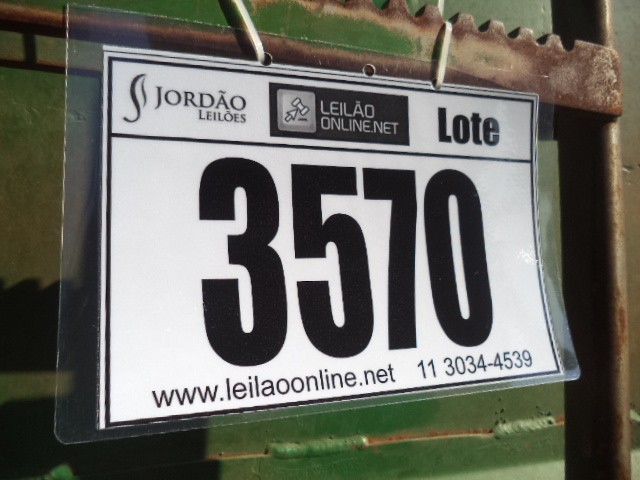 JORDÃO
LEILÕES
LEILÃO
ONLINE.NET
Lote
3570
www.leilaoonline.net 11 3034-4539